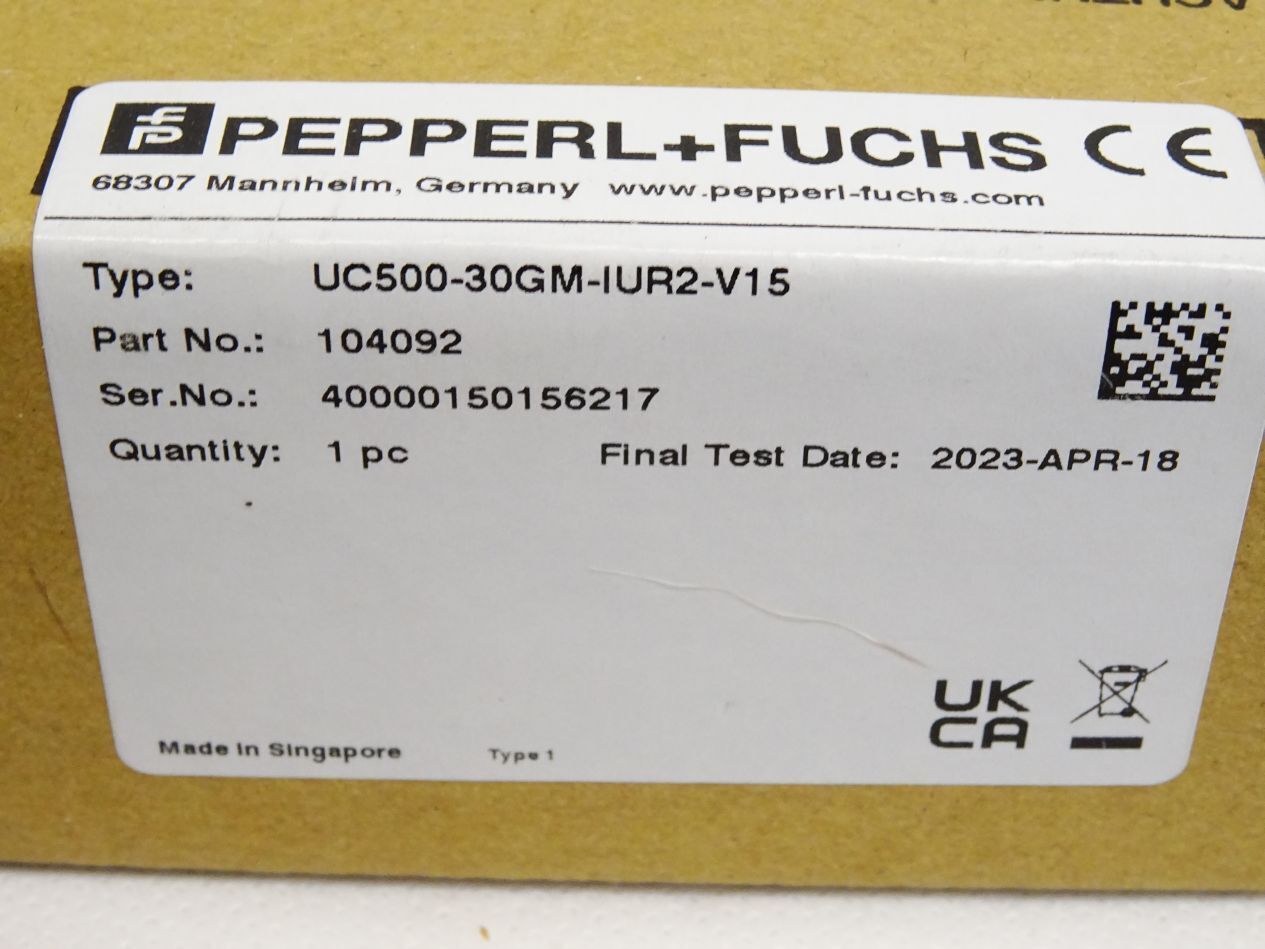 PEPPERL+FUCHS CE
68307 Mannheim, Germany www.pepperl-fuchs.com
Type: UC500-30GM-IUR2-V15
Part No.: 104092
Ser.No.: 40000150156217
Quantity: 1 pc Final Test Date: 2023-APR-18
UK
CA
Made in Singapore Type 1